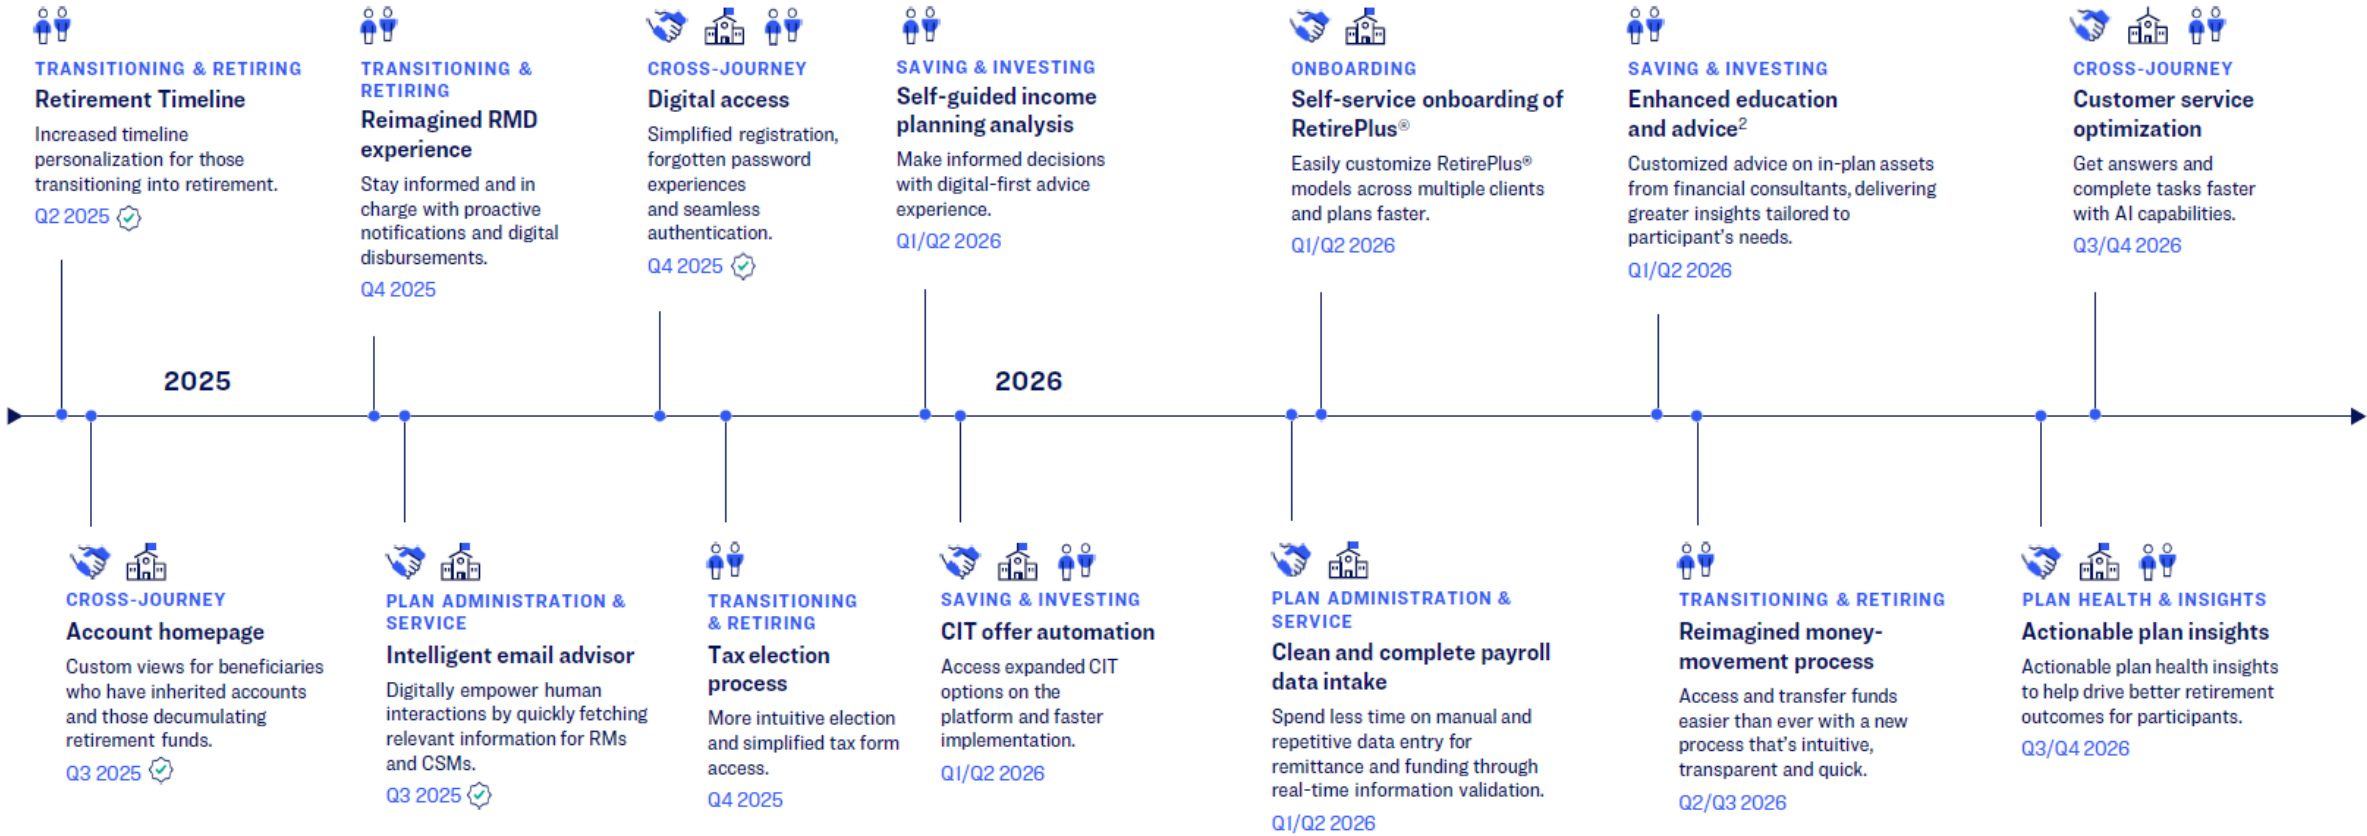 TRANSITIONING & RETIRING
Retirement Timeline
Increased timeline
personalization for those
transitioning into retirement.
Q2 2025
TRANSITIONING &
RETIRING
Reimagined RMD
experience
Stay informed and in
charge with proactive
notifications and digital
disbursements.
Q4 2025
CROSS-JOURNEY
Digital access
Simplified registration,
forgotten password
experiences
and seamless
authentication.
Q4 2025
SAVING & INVESTING
Self-guided income
planning analysis
Make informed decisions
with digital-first advice
experience.
Q1/Q2 2026
ONBOARDING
Self-service onboarding of
RetirePlus®
Easily customize RetirePlus®
models across multiple clients
and plans faster.
Q1/Q2 2026
SAVING & INVESTING
Enhanced education
and advice²
Customized advice on in-plan assets
from financial consultants, delivering
greater insights tailored to
participant's needs.
Q1/Q2 2026
CROSS-JOURNEY
Customer service
optimization
Get answers and
complete tasks faster
with AI capabilities.
Q3/Q4 2026
2025
2026
CROSS-JOURNEY
Account homepage
Custom views for beneficiaries
who have inherited accounts
and those decumulating
retirement funds.
Q3 2025
PLAN ADMINISTRATION &
SERVICE
Intelligent email advisor
Digitally empower human
interactions by quickly fetching
relevant information for RMs
and CSMs.
Q3 2025
TRANSITIONING
& RETIRING
Tax election
process
More intuitive election
and simplified tax form
access.
Q4 2025
SAVING & INVESTING
CIT offer automation
Access expanded CIT
options on the
platform and faster
implementation.
Q1/Q2 2026
PLAN ADMINISTRATION &
SERVICE
Clean and complete payroll
data intake
Spend less time on manual and
repetitive data entry for
remittance and funding through
real-time information validation.
Q1/Q2 2026
TRANSITIONING & RETIRING
Reimagined money-
movement process
Access and transfer funds
easier than ever with a new
process that's intuitive,
transparent and quick.
Q2/Q3 2026
PLAN HEALTH & INSIGHTS
Actionable plan insights
Actionable plan health insights
to help drive better retirement
outcomes for participants.
Q3/Q4 2026